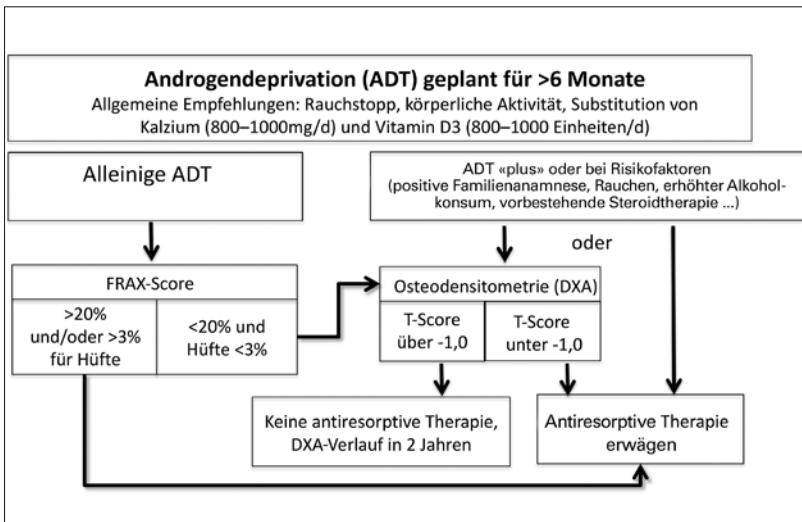 Androgendeprivation (ADT) geplant für >6 Monate
Allgemeine Empfehlungen: Rauchstopp, körperliche Aktivität, Substitution von
Kalzium (800–1000mg/d) und Vitamin D3 (800–1000 Einheiten/d)
Alleinige ADT
ADT «plus» oder bei Risikofaktoren
(positive Familienanamnese, Rauchen, erhöhter Alkohol-
konsum, vorbestehende Steroidtherapie ...)
oder
FRAX-Score
>20%
und/oder >3%
für Hüfte
<20% und
Hüfte <3%
Osteodensitometrie (DXA)
T-Score
über -1,0
T-Score
unter -1,0
Keine antiresorptive Therapie,
DXA-Verlauf in 2 Jahren
Antiresorptive Therapie
erwägen